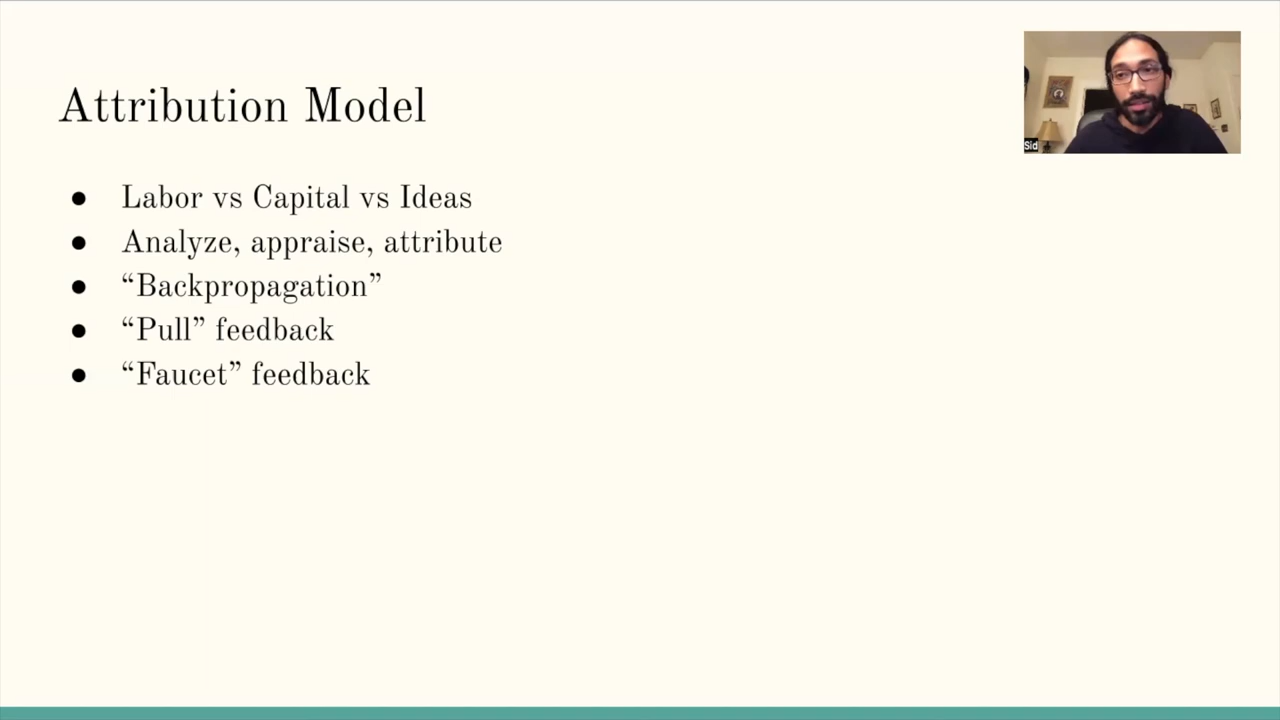 Attribution Model
● Labor vs Capital vs Ideas
● Analyze, appraise, attribute
● “Backpropagation”
● “Pull” feedback
● “Faucet” feedback
Sid